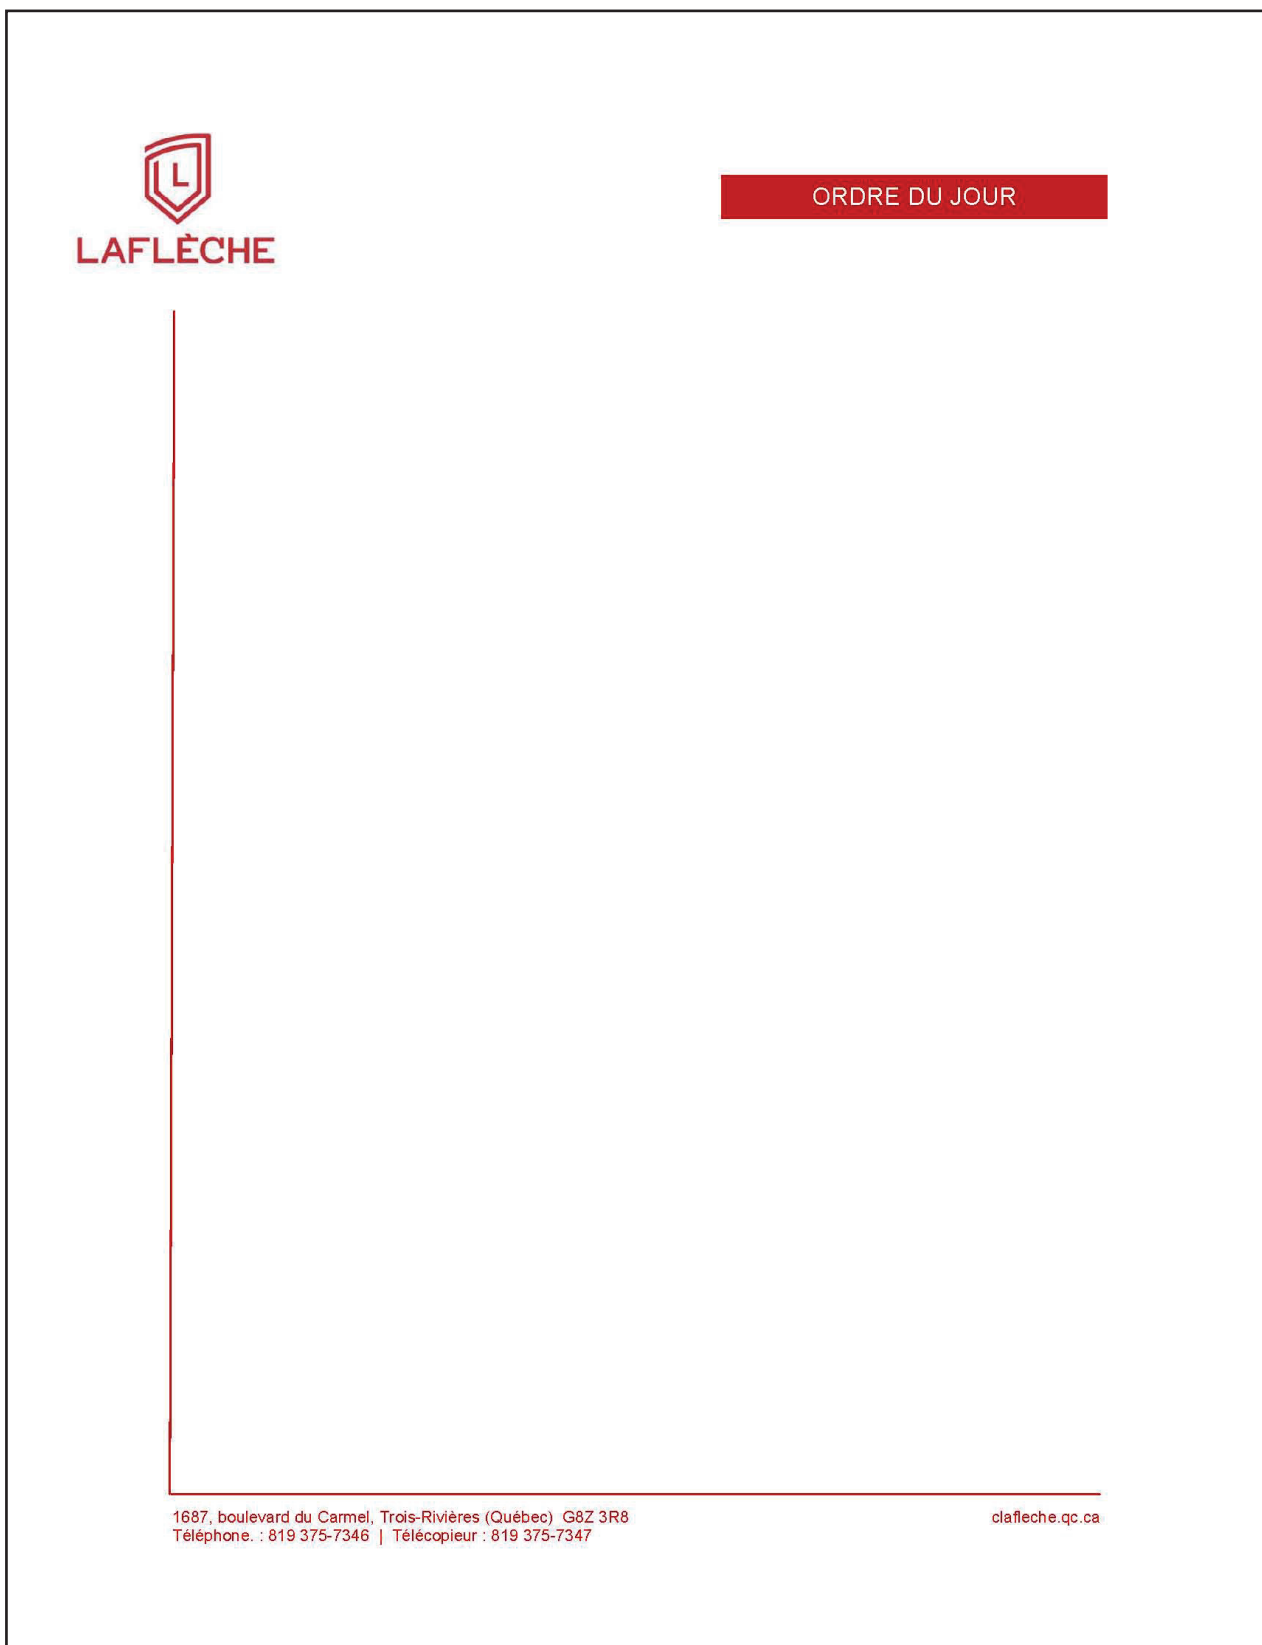 L
LAFLÈCHE
ORDRE DU JOUR
1687, boulevard du Carmel, Trois-Rivières (Québec) G8Z 3R8
Téléphone. : 819 375-7346 | Télécopieur : 819 375-7347
clafleche.qc.ca